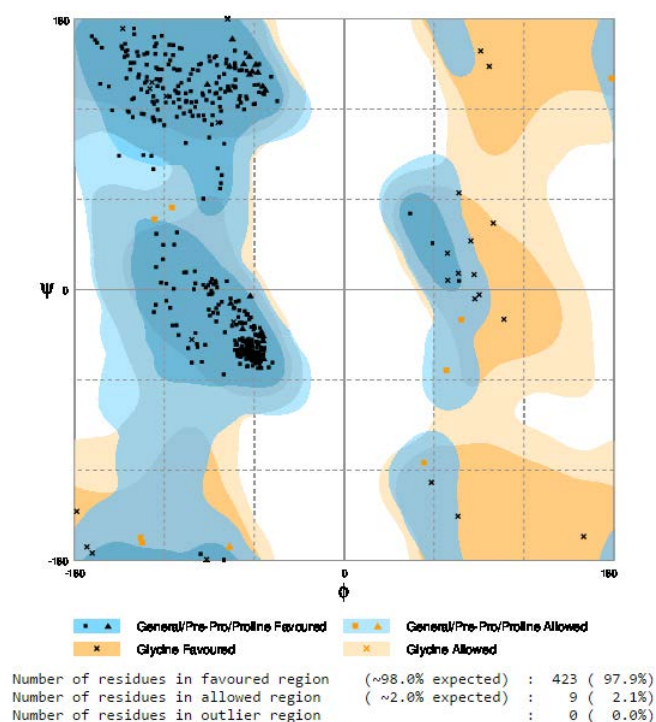 180
Ψ 0
-180
-180 0 180
Φ
General/Pre-Pro/Proline Favoured General/Pre-Pro/Proline Allowed
Glycine Favoured Glycine Allowed
Number of residues in favoured region (~98.0% expected) : 423 ( 97.9%)
Number of residues in allowed region ( ~2.0% expected) : 9 ( 2.1%)
Number of residues in outlier region : 0 ( 0.0%)